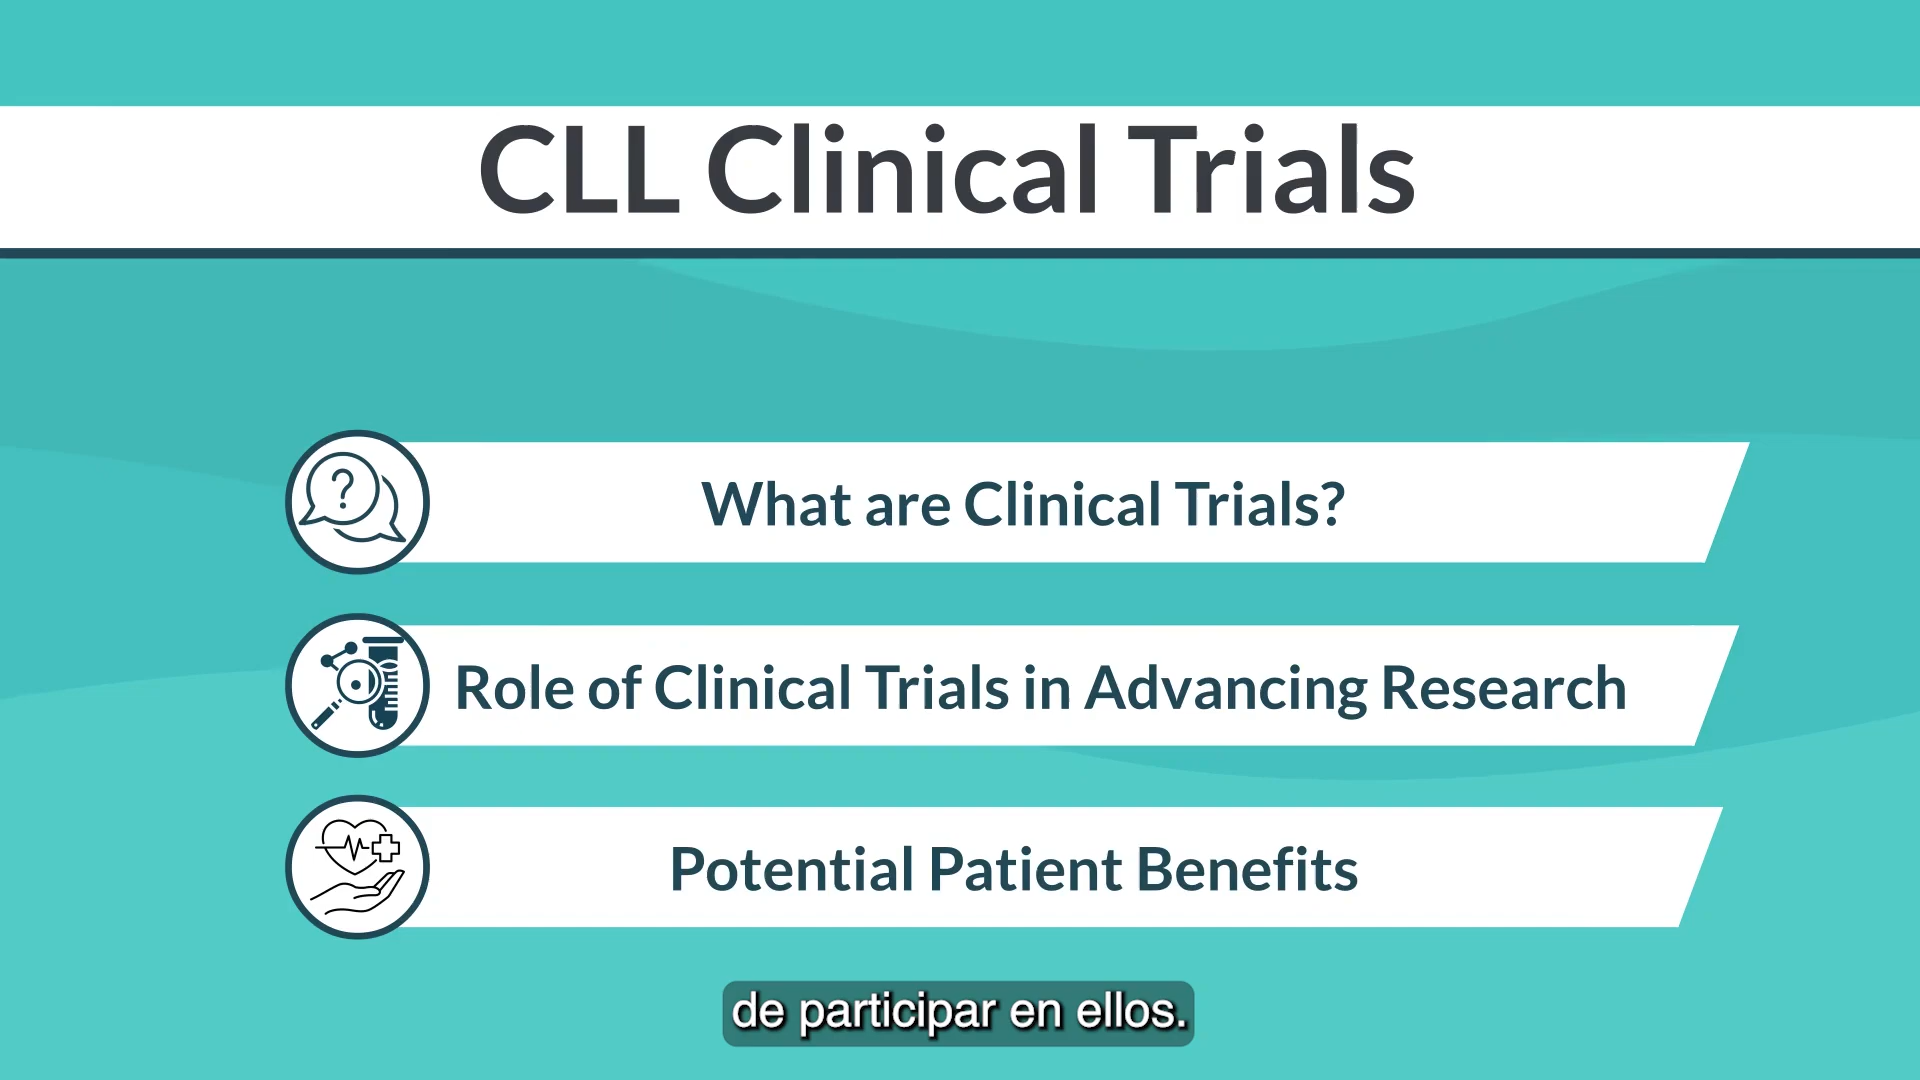 CLL Clinical Trials
What are Clinical Trials?
Role of Clinical Trials in Advancing Research
Potential Patient Benefits
de participar en ellos.